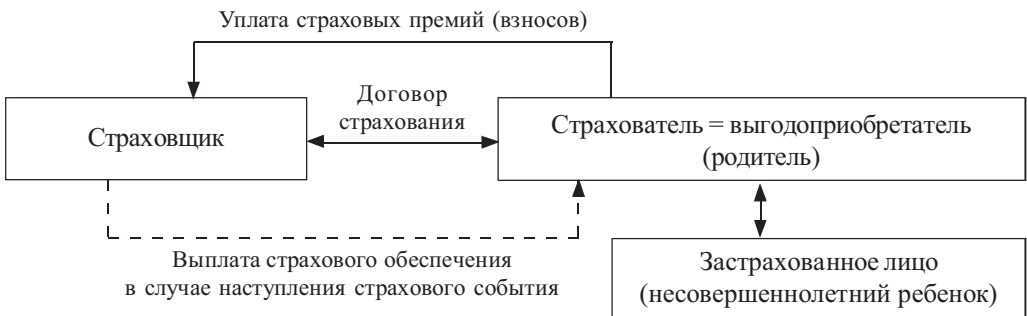 Уплата страховых премий (взносов)
Договор
страхования
Страховщик
Страхователь = выгодоприобретатель
(родитель)
Выплата страхового обеспечения
в случае наступления страхового события
Застрахованное лицо
(несовершеннолетний ребенок)